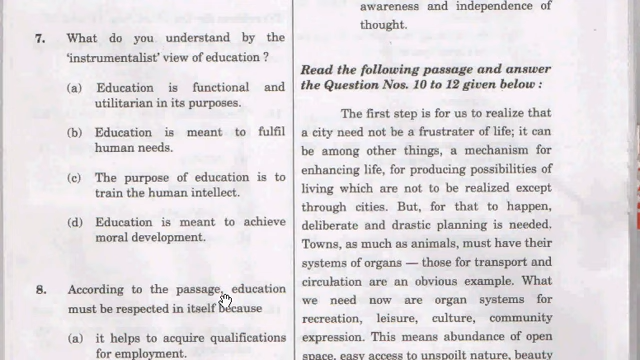 7. What do you understand by the
'instrumentalist' view of education ?
(a) Education is functional and
utilitarian in its purposes.
(b) Education is meant to fulfil
human needs.
(c) The purpose of education is to
train the human intellect.
(d) Education is meant to achieve
moral development.
8. According to the passage, education
must be respected in itself because
(a) it helps to acquire qualifications
for employment.
awareness and independence of
thought.
Read the following passage and answer
the Question Nos. 10 to 12 given below :
The first step is for us to realize that
a city need not be a frustrater of life; it can
be among other things, a mechanism for
enhancing life, for producing possibilities of
living which are not to be realized except
through cities. But, for that to happen,
deliberate and drastic planning is needed.
Towns, as much as animals, must have their
systems of organs — those for transport and
circulation are an obvious example. What
we need now are organ systems for
recreation, leisure, culture, community
expression. This means abundance of open
space, easy access to unspoilt nature, beauty